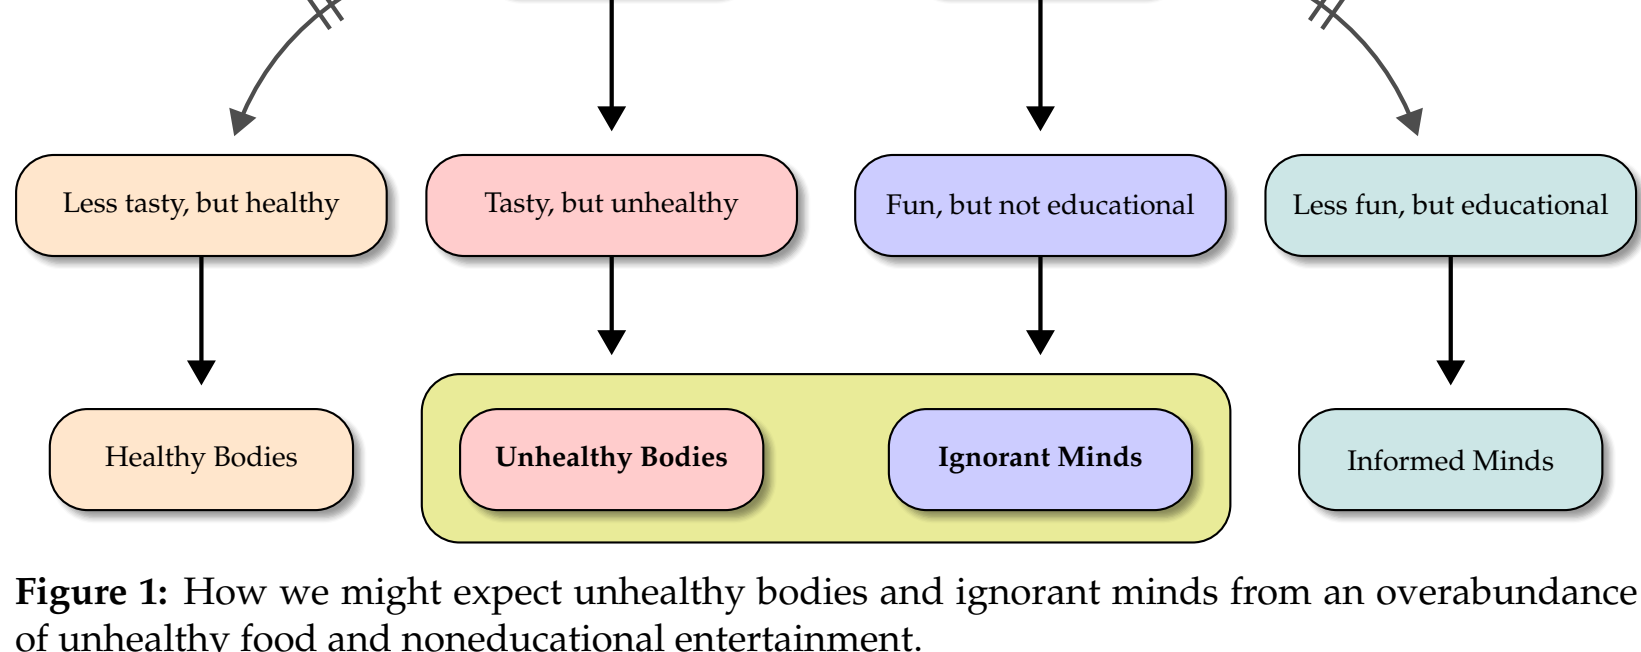 Less tasty, but healthy
Tasty, but unhealthy
Fun, but not educational
Less fun, but educational
Healthy Bodies
Unhealthy Bodies
Ignorant Minds
Informed Minds
Figure 1: How we might expect unhealthy bodies and ignorant minds from an overabundance
of unhealthy food and noneducational entertainment.